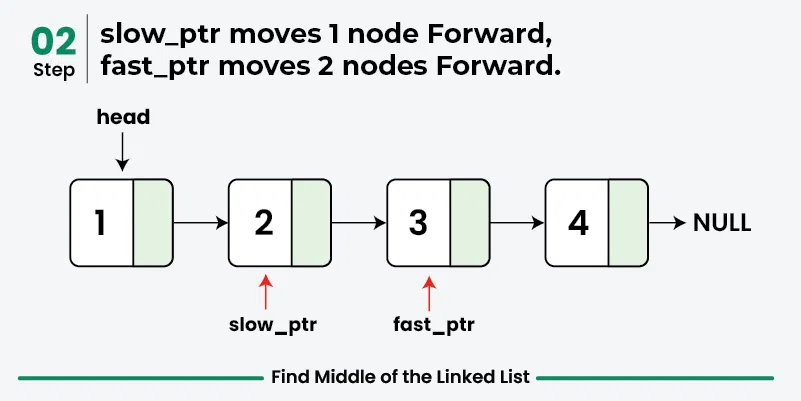 02
Step
slow_ptr moves 1 node Forward,
fast_ptr moves 2 nodes Forward.
head
1
2
3
4
NULL
slow_ptr
fast_ptr
Find Middle of the Linked List